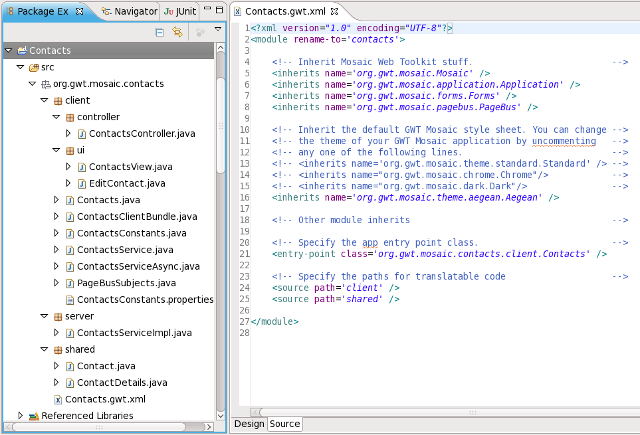 Package Ex
Navigator
JUnit
Contacts
src
org.gwt.mosaic.contacts
client
controller
ContactsController.java
ui
ContactsView.java
EditContact.java
Contacts.java
ContactsClientBundle.java
ContactsConstants.java
ContactsService.java
ContactsServiceAsync.java
PageBusSubjects.java
ContactsConstants.properties
server
ContactsServiceImpl.java
shared
Contact.java
ContactDetails.java
Contacts.gwt.xml
Referenced Libraries
Contacts.gwt.xml
1 <?xml version="1.0" encoding="UTF-8"?>
2 <module rename-to='contacts'>
3
4 <!-- Inherit Mosaic Web Toolkit stuff. -->
5 <inherits name='org.gwt.mosaic.Mosaic' />
6 <inherits name='org.gwt.mosaic.application.Application' />
7 <inherits name='org.gwt.mosaic.forms.Forms' />
8 <inherits name='org.gwt.mosaic.pagebus.PageBus' />
9
10 <!-- Inherit the default GWT Mosaic style sheet. You can change -->
11 <!-- the theme of your GWT Mosaic application by uncommenting -->
12 <!-- any one of the following lines. -->
13 <!-- <inherits name='org.gwt.mosaic.theme.standard.Standard' /> -->
14 <!-- <inherits name="org.gwt.mosaic.chrome.Chrome"/> -->
15 <!-- <inherits name="org.gwt.mosaic.dark.Dark"/> -->
16 <inherits name='org.gwt.mosaic.theme.aegean.Aegean' />
17
18 <!-- Other module inherits -->
19
20 <!-- Specify the app entry point class. -->
21 <entry-point class='org.gwt.mosaic.contacts.client.Contacts' />
22
23 <!-- Specify the paths for translatable code -->
24 <source path='client' />
25 <source path='shared' />
26
27 </module>
28
Design
Source